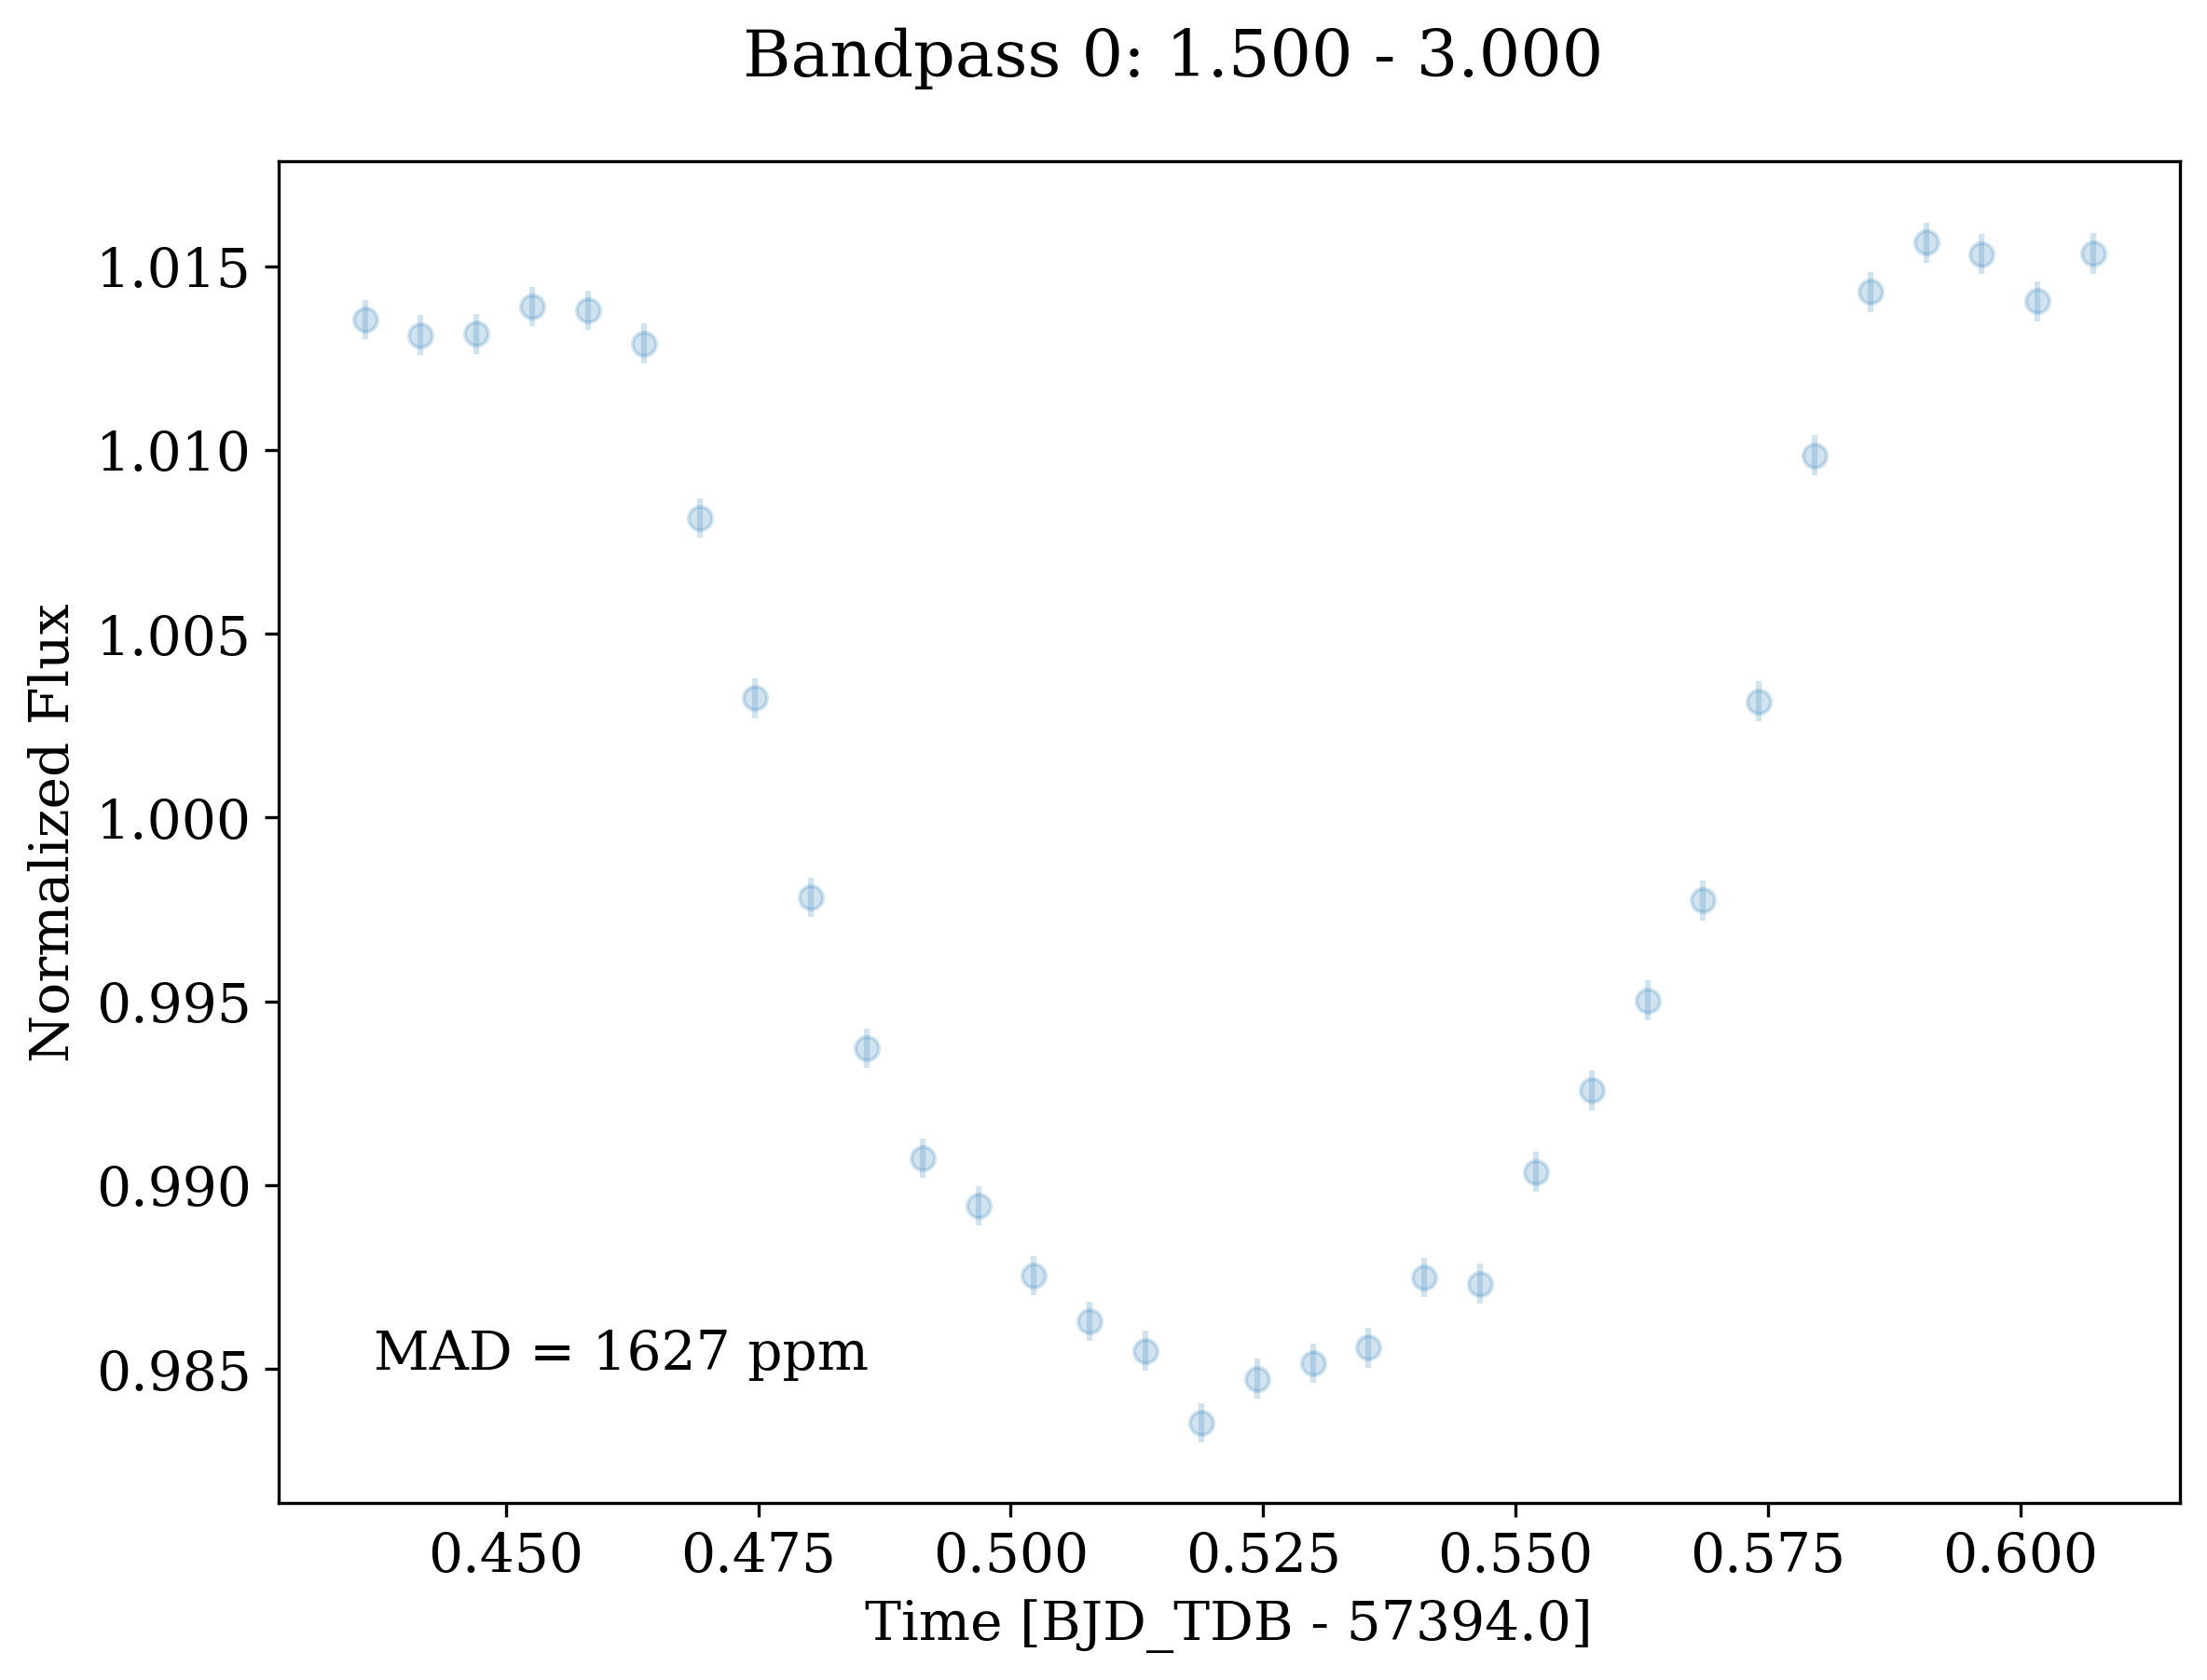 Bandpass 0: 1.500 - 3.000
Normalized Flux
1.015
1.010
1.005
1.000
0.995
0.990
0.985
MAD = 1627 ppm
0.450 0.475 0.500 0.525 0.550 0.575 0.600
Time [BJD_TDB - 57394.0]